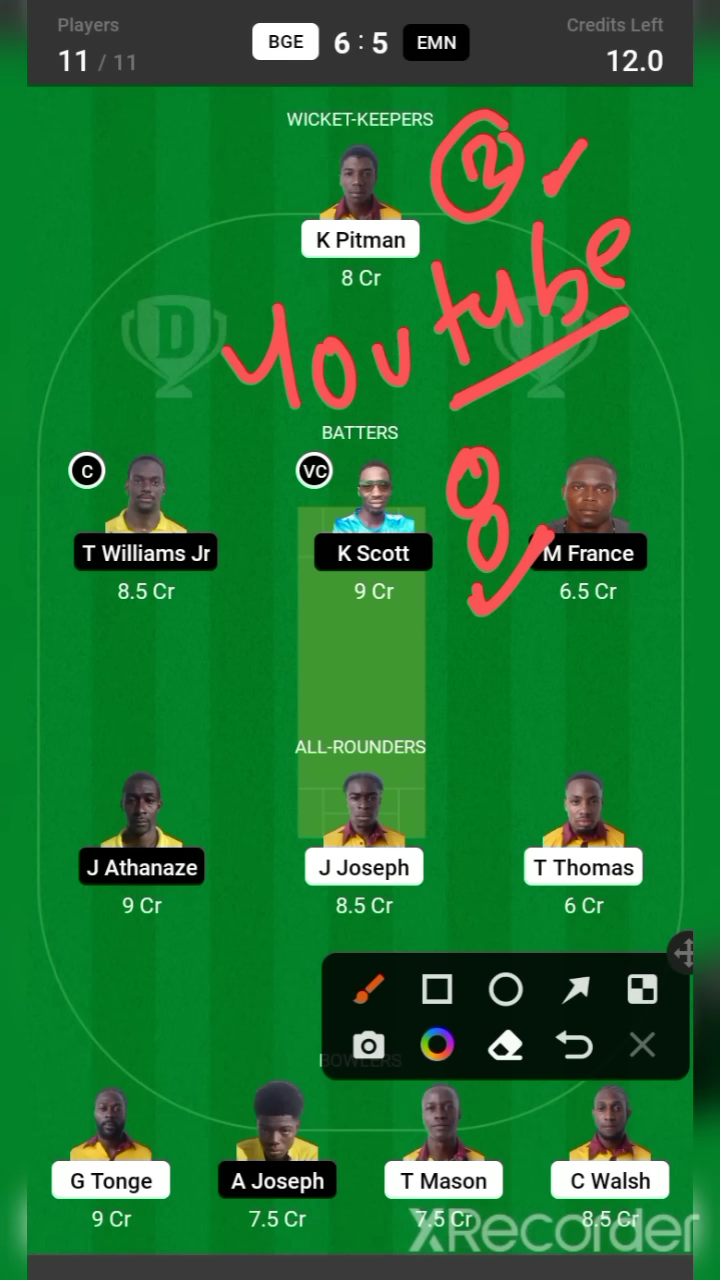 Players
Credits Left
11 / 11
BGE 6 : 5 EMN
12.0
WICKET-KEEPERS
2
K Pitman
8 Cr
YouTube
BATTERS
C
VC
8
T Williams Jr
K Scott
M France
8.5 Cr
9 Cr
6.5 Cr
ALL-ROUNDERS
J Athanaze
J Joseph
T Thomas
9 Cr
8.5 Cr
6 Cr
BOWLERS
G Tonge
A Joseph
T Mason
C Walsh
9 Cr
7.5 Cr
7.5 Cr
8.5 Cr
XRecorder